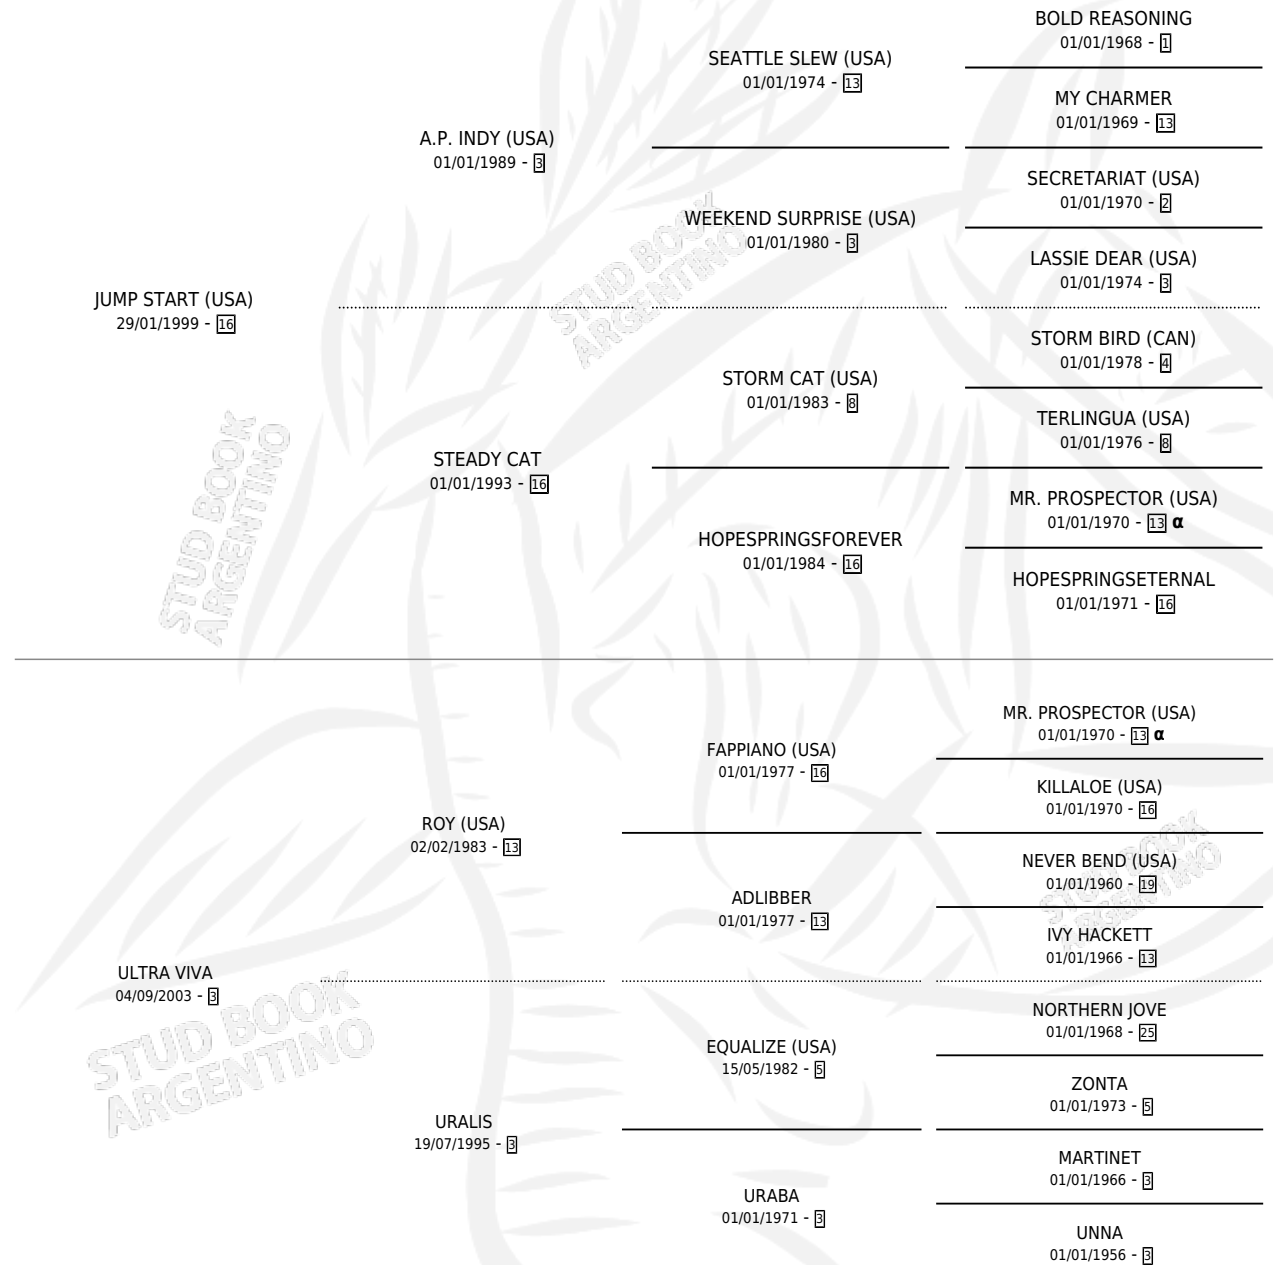 BOLD REASONING
01/01/1968 - 1
SEATTLE SLEW (USA)
01/01/1974 - 13
MY CHARMER
01/01/1969 - 13
A.P. INDY (USA)
01/01/1989 - 3
SECRETARIAT (USA)
01/01/1970 - 2
WEEKEND SURPRISE (USA)
01/01/1980 - 3
LASSIE DEAR (USA)
01/01/1974 - 3
JUMP START (USA)
29/01/1999 - 16
STORM BIRD (CAN)
01/01/1978 - 4
STORM CAT (USA)
01/01/1983 - 8
TERLINGUA (USA)
01/01/1976 - 8
STEADY CAT
01/01/1993 - 16
MR. PROSPECTOR (USA)
01/01/1970 - 13 α
HOPESPRINGSFOREVER
01/01/1984 - 16
HOPESPRINGSETERNAL
01/01/1971 - 16
MR. PROSPECTOR (USA)
01/01/1970 - 13 α
FAPPIANO (USA)
01/01/1977 - 16
KILLALOE (USA)
01/01/1970 - 16
ROY (USA)
02/02/1983 - 13
NEVER BEND (USA)
01/01/1960 - 19
ADLIBBER
01/01/1977 - 13
IVY HACKETT
01/01/1966 - 13
ULTRA VIVA
04/09/2003 - 3
NORTHERN JOVE
01/01/1968 - 25
EQUALIZE (USA)
15/05/1982 - 5
ZONTA
01/01/1973 - 5
URALIS
19/07/1995 - 3
MARTINET
01/01/1966 - 3
URABA
01/01/1971 - 3
UNNA
01/01/1956 - 3
STUD BOOK
ARGENTINO
STUD BOOK
ARGENTINO
STUD BOOK
ARGENTINO
STUD BOOK
ARGENTINO